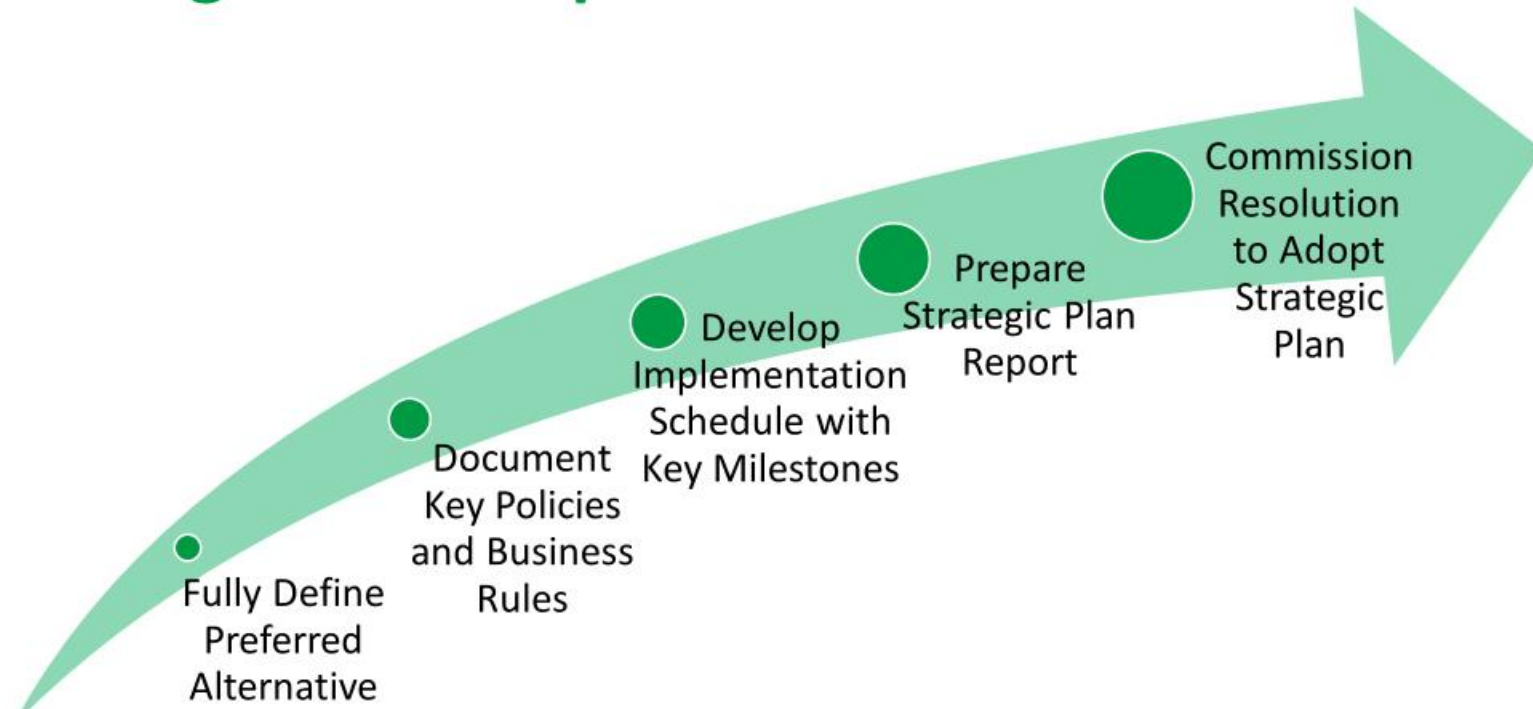 Fully Define
Preferred
Alternative
Document
Key Policies
and Business
Rules
Develop
Implementation
Schedule with
Key Milestones
Prepare
Strategic Plan
Report
Commission
Resolution
to Adopt
Strategic
Plan